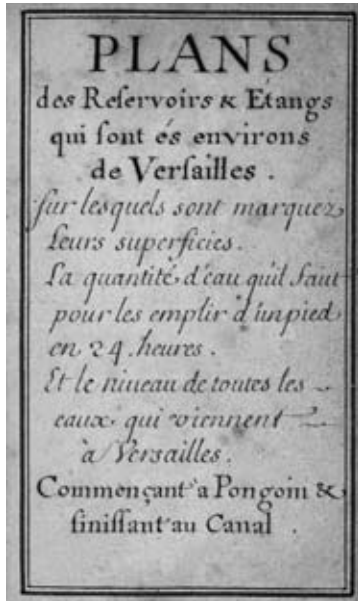 PLANS
des Reservoirs & Etangs
qui sont és environs
de Versailles.
sur lesquels sont marquez
Leurs superficies.
La quantité d'eau qu'il faut
pour les emplir d'un pied
en 24. heures.
Et le niueau de toutes les
eaux qui viennent
à Versailles.
Commençant a Pongoin &
finissant au Canal.